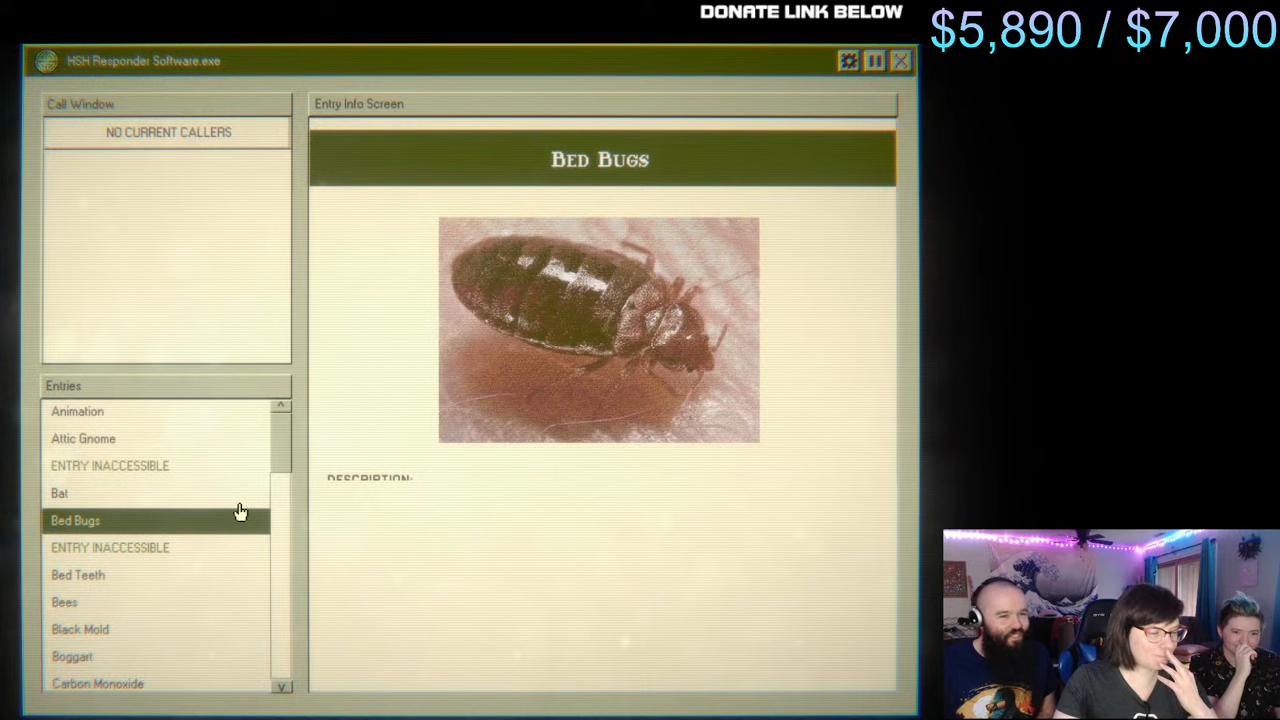 DONATE LINK BELOW
$5,890 / $7,000
HSH Responder Software.exe
Call Window
NO CURRENT CALLERS
Entry Info Screen
BED BUGS
DESCRIPTION:
Entries
Animation
Attic Gnome
ENTRY INACCESSIBLE
Bat
Bed Bugs
ENTRY INACCESSIBLE
Bed Teeth
Bees
Black Mold
Boggart
Carbon Monoxide